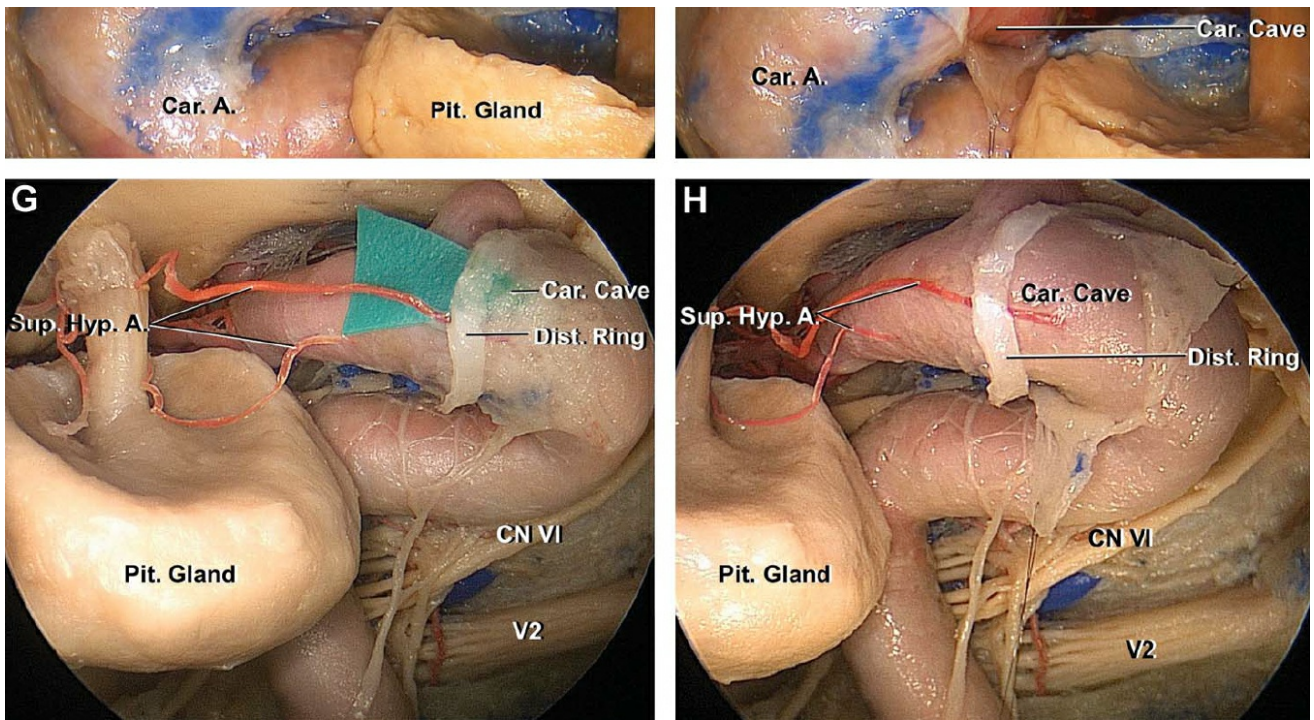 Car. A.
Pit. Gland
Car. Cave
Car. A.
G
Car. Cave
Sup. Hyp. A.
Dist. Ring
CN VI
Pit. Gland
V2
H
Car. Cave
Sup. Hyp. A.
Dist. Ring
CN VI
Pit. Gland
V2